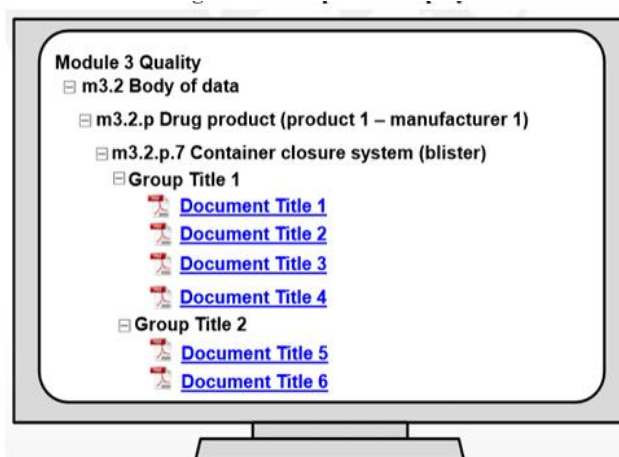 Module 3 Quality
m3.2 Body of data
m3.2.p Drug product (product 1 – manufacturer 1)
m3.2.p.7 Container closure system (blister)
Group Title 1
Document Title 1
Document Title 2
Document Title 3
Document Title 4
Group Title 2
Document Title 5
Document Title 6